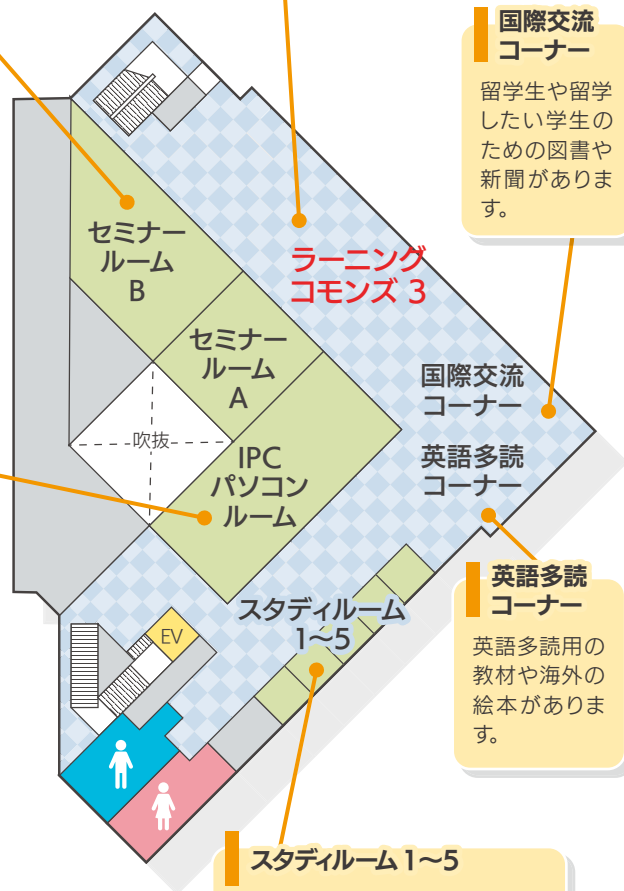 国際交流
コーナー
留学生や留学
したい学生の
ための図書や
新聞がありま
す。
セミナー
ルーム
B
ラーニング
コモンズ 3
セミナー
ルーム
A
国際交流
コーナー
吹抜
IPC
パソコン
ルーム
英語多読
コーナー
英語多読
コーナー
英語多読用の
教材や海外の
絵本がありま
す。
スタディルーム
1~5
EV
スタディルーム 1~5